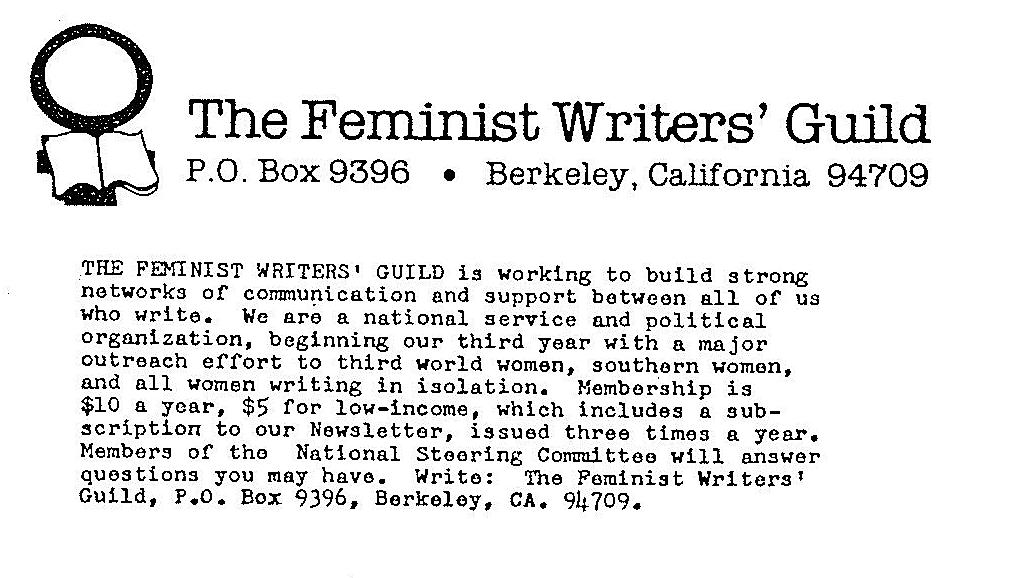 The Feminist Writers' Guild
P.O. Box 9396 • Berkeley, California 94709
THE FEMINIST WRITERS' GUILD is working to build strong
networks of communication and support between all of us
who write. We are a national service and political
organization, beginning our third year with a major
outreach effort to third world women, southern women,
and all women writing in isolation. Membership is
$10 a year, $5 for low-income, which includes a sub-
scription to our Newsletter, issued three times a year.
Members of the National Steering Committee will answer
questions you may have. Write: The Feminist Writers'
Guild, P.O. Box 9396, Berkeley, CA. 94709.